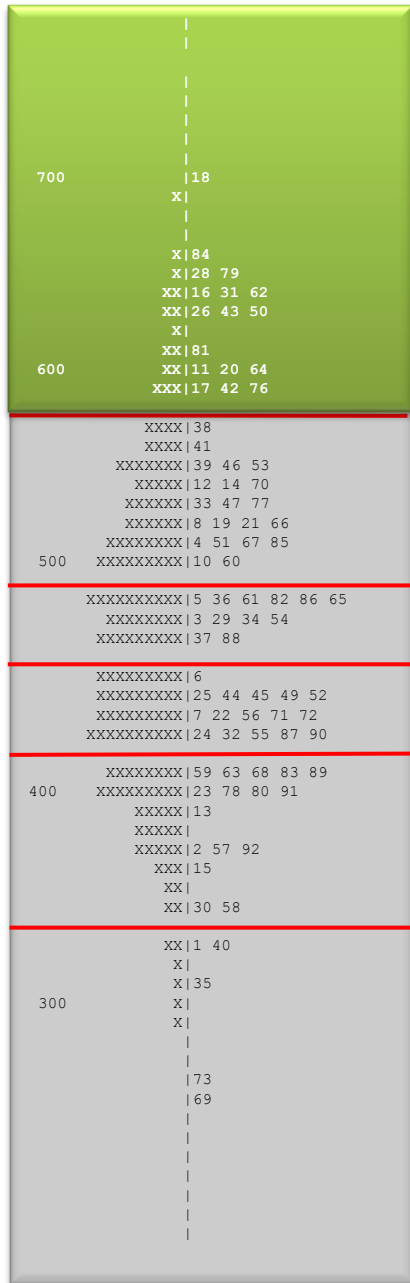 |
|
|
|
|
|
|
700 |18
X|
|
|
X|84
X|28 79
XX|16 31 62
XX|26 43 50
X|
XX|81
600 XX|11 20 64
XXX|17 42 76
XXXX|38
XXXX|41
XXXXXXX|39 46 53
XXXXX|12 14 70
XXXXXX|33 47 77
XXXXXX|8 19 21 66
XXXXXXXX|4 51 67 85
500 XXXXXXXXX|10 60
XXXXXXXXXX|5 36 61 82 86 65
XXXXXXXX|3 29 34 54
XXXXXXXXX|37 88
XXXXXXXXX|6
XXXXXXXXX|25 44 45 49 52
XXXXXXXXX|7 22 56 71 72
XXXXXXXXXX|24 32 55 87 90
XXXXXXXX|59 63 68 83 89
400 XXXXXXXXX|23 78 80 91
XXXXX|13
XXXXX|
XXXXX|2 57 92
XXX|15
XX|
XX|30 58
XX|1 40
X|
X|35
300 X|
X|
|
|
|73
|69
|
|
|
|
|
|
|